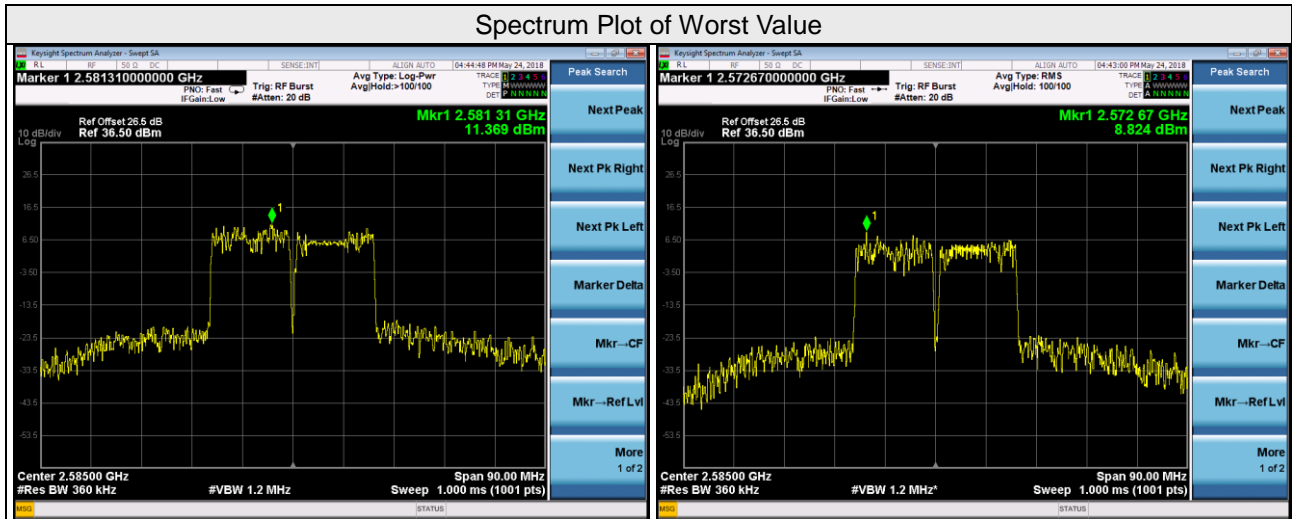 Spectrum Plot of Worst Value
Keysight Spectrum Analyzer - Swept SA
RL RF 50 Ω DC SENSE:INT ALIGN AUTO 04:44:48 PM May 24, 2018
Marker 1 2.581310000000 GHz
PNO: Fast
IFGain:Low
Trig: RF Burst
#Atten: 20 dB
Avg Type: Log-Pwr
Avg|Hold:>100/100
TRACE 1 2 3 4 5 6
TYPE M WWWWW
DET P N N N N N
Ref Offset 26.5 dB
Ref 36.50 dBm
10 dB/div
Log
Mkr1 2.581 31 GHz
11.369 dBm
26.5
16.5
6.50
-3.50
-13.5
-23.5
-33.5
-43.5
-53.5
1
Center 2.58500 GHz
Span 90.00 MHz
#Res BW 360 kHz
#VBW 1.2 MHz
Sweep 1.000 ms (1001 pts)
MSG
STATUS
Peak Search
Next Peak
Next Pk Right
Next Pk Left
Marker Delta
Mkr→CF
Mkr→Ref Lvl
More
1 of 2
Keysight Spectrum Analyzer - Swept SA
RL RF 50 Ω DC SENSE:INT ALIGN AUTO 04:43:00 PM May 24, 2018
Marker 1 2.572670000000 GHz
PNO: Fast
IFGain:Low
Trig: RF Burst
#Atten: 20 dB
Avg Type: RMS
Avg|Hold: 100/100
TRACE 1 2 3 4 5 6
TYPE A WWWWW
DET A N N N N N
Ref Offset 26.5 dB
Ref 36.50 dBm
10 dB/div
Log
Mkr1 2.572 67 GHz
8.824 dBm
26.5
16.5
6.50
-3.50
-13.5
-23.5
-33.5
-43.5
-53.5
1
Center 2.58500 GHz
Span 90.00 MHz
#Res BW 360 kHz
#VBW 1.2 MHz*
Sweep 1.000 ms (1001 pts)
MSG
STATUS
Peak Search
Next Peak
Next Pk Right
Next Pk Left
Marker Delta
Mkr→CF
Mkr→Ref Lvl
More
1 of 2